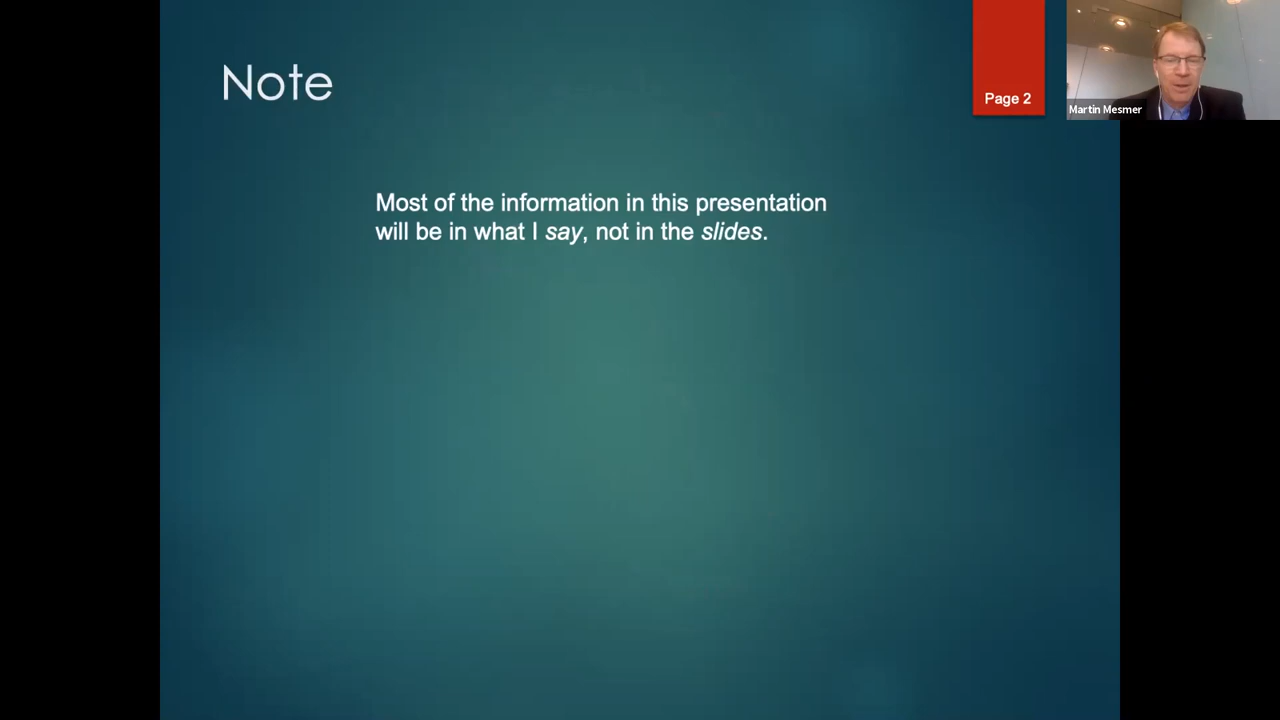 Note
Page 2
Martin Mesmer
Most of the information in this presentation
will be in what I say, not in the slides.